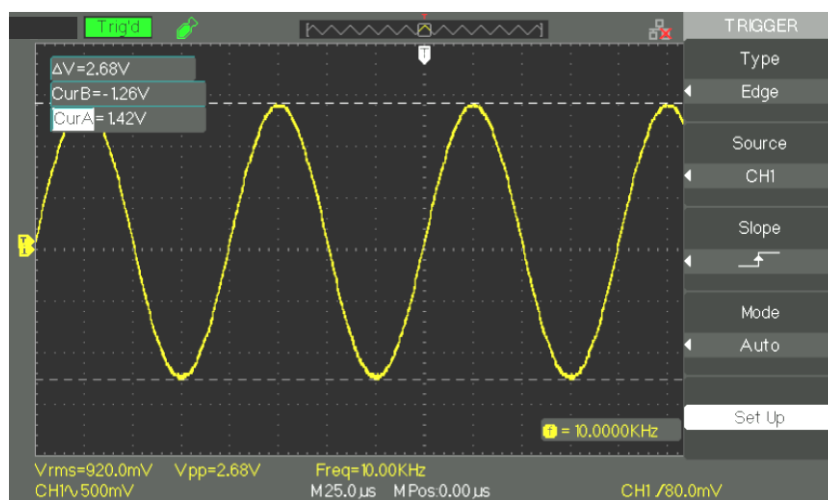 Trig'd
TRIGGER
T
Type
Edge
ΔV=2.68V
CurB=-1.26V
CurA=1.42V
Source
CH1
Slope
T
1
Mode
Auto
f = 10.0000KHz
Set Up
Vrms=920.0mV Vpp=2.68V Freq=10.00KHz
CH1∿500mV M25.0µs MPos:0.00µs CH1/80.0mV